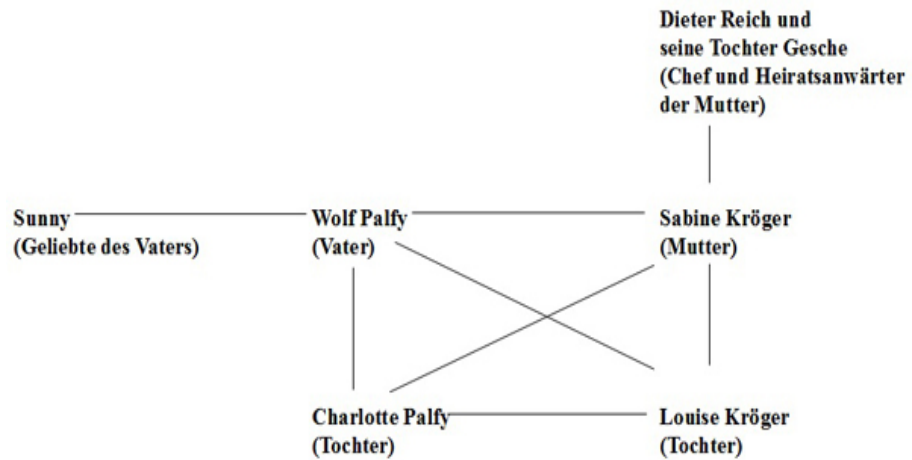 Dieter Reich und
seine Tochter Gesche
(Chef und Heiratsanwärter
der Mutter)
Sunny
(Geliebte des Vaters)
Wolf Palfy
(Vater)
Sabine Kröger
(Mutter)
Charlotte Palfy
(Tochter)
Louise Kröger
(Tochter)